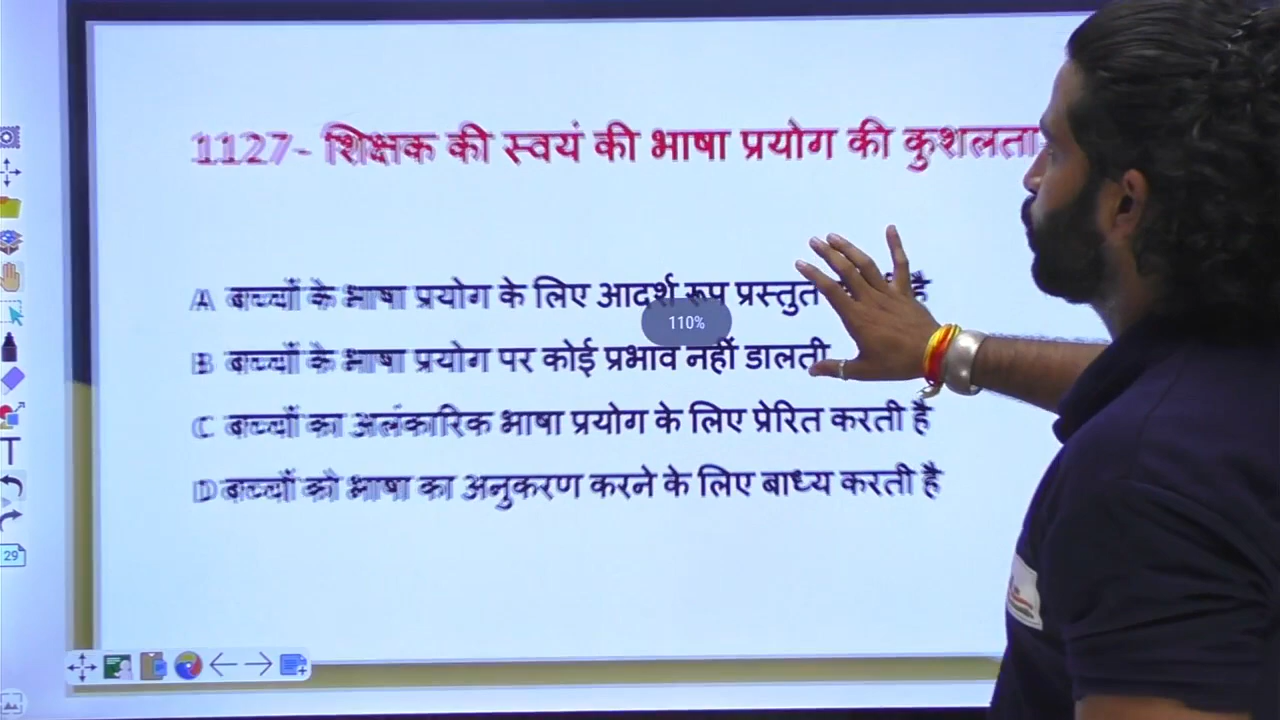 1127- शिक्षक की स्वयं की भाषा प्रयोग की कुशलता
A बच्चों के भाषा प्रयोग के लिए आदर्श रूप प्रस्तुत है
110%
B बच्चों के भाषा प्रयोग पर कोई प्रभाव नहीं डालती
C बच्चों का अलंकारिक भाषा प्रयोग के लिए प्रेरित करती है
D बच्चों को भाषा का अनुकरण करने के लिए बाध्य करती है
29